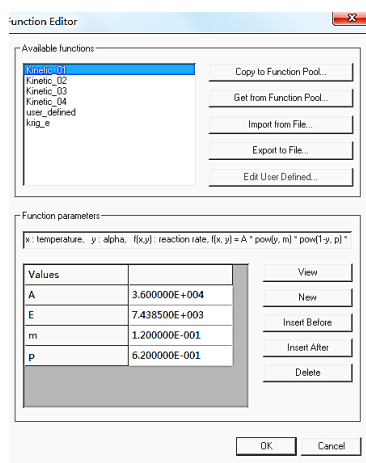 Function Editor
Available functions
Kinetic_01
Kinetic_02
Kinetic_03
Kinetic_04
user_defined
krig_e
Copy to Function Pool...
Get from Function Pool...
Import from File...
Export to File...
Edit User Defined...
Function parameters
x : temperature, y : alpha, f(x,y) : reaction rate, f(x, y) = A * pow(y, m) * pow(1-y, p) *
Values
A 3.600000E+004
E 7.438500E+003
m 1.200000E-001
p 6.200000E-001
View
New
Insert Before
Insert After
Delete
OK Cancel